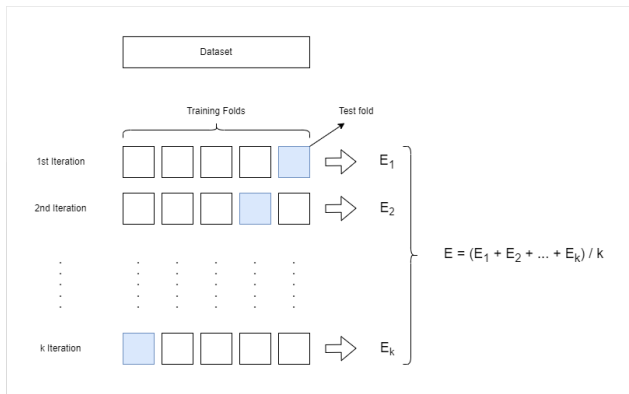 Dataset
Training Folds
Test fold
1st Iteration
E₁
2nd Iteration
E₂
E = (E₁ + E₂ + ... + Eₖ) / k
k Iteration
Eₖ